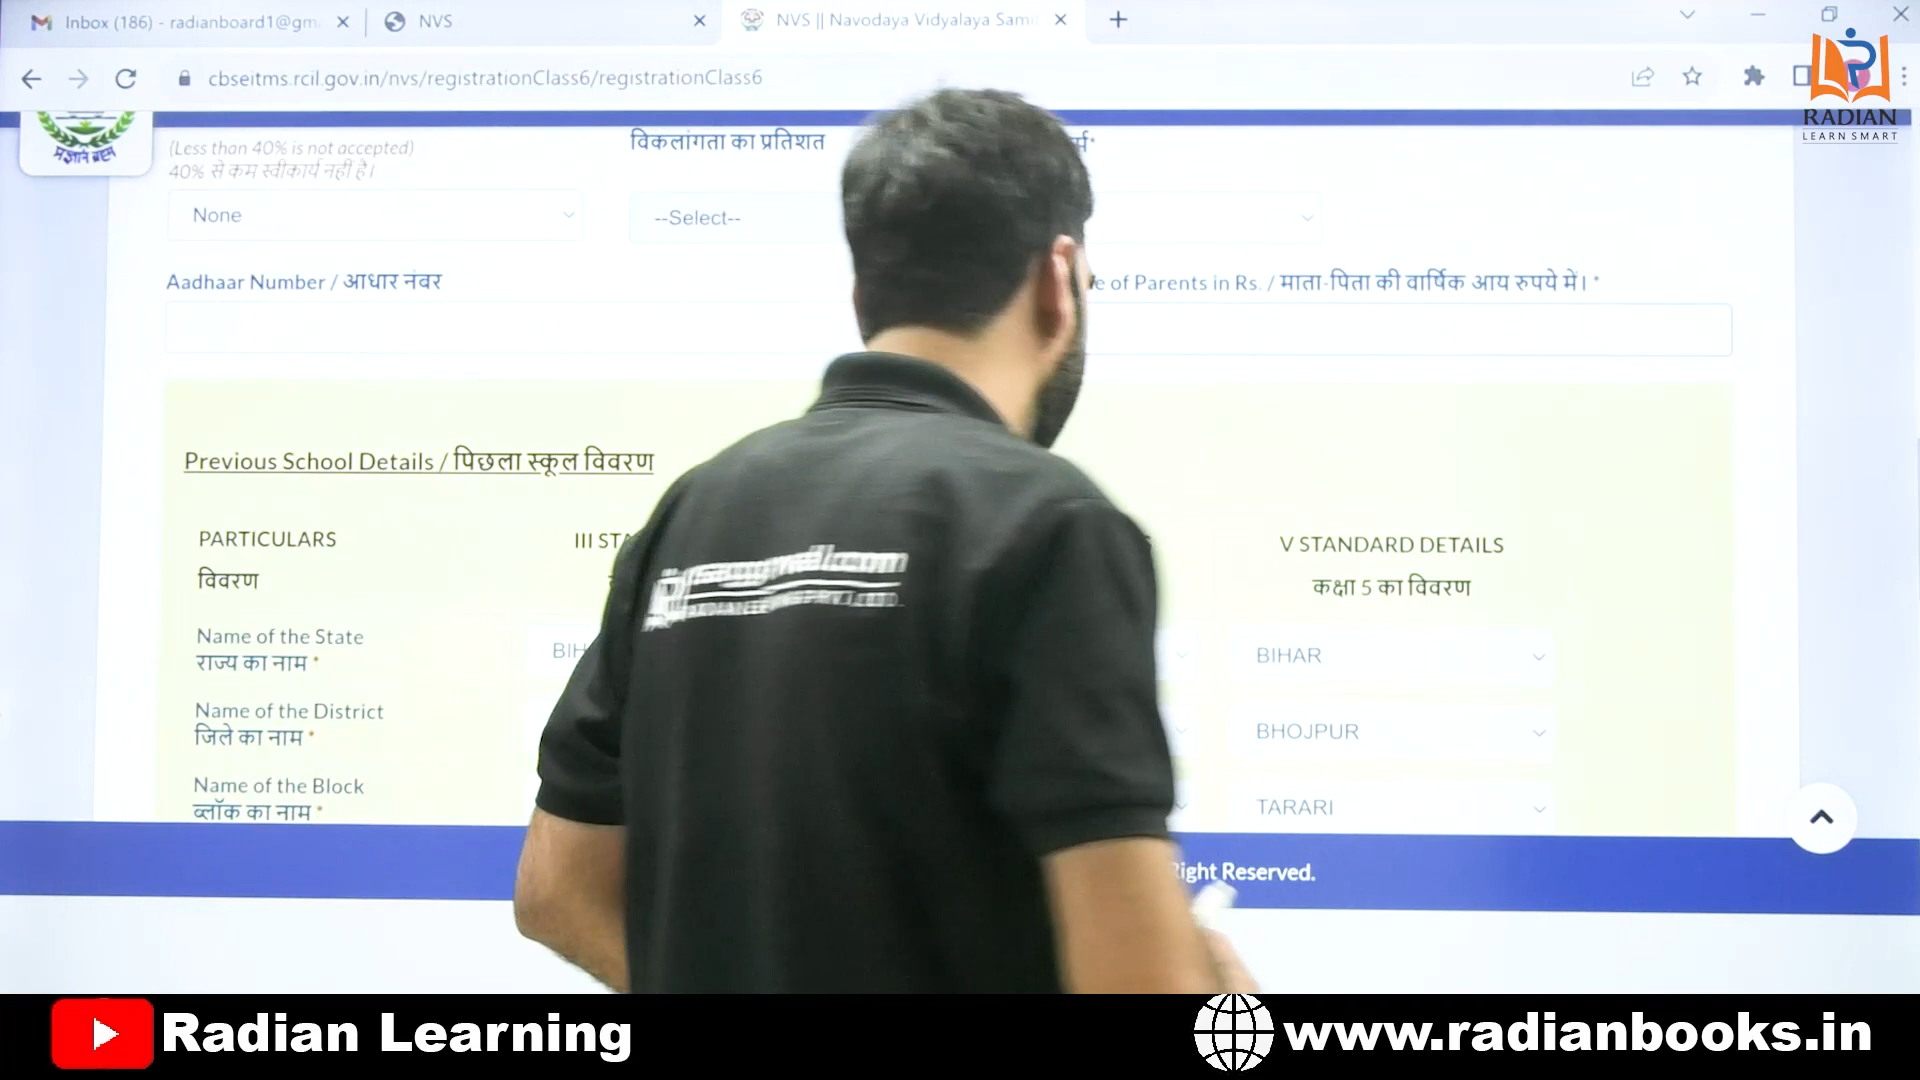 Inbox (186) - radianboard1@gm
NVS
NVS || Navodaya Vidyalaya Sami
cbseitms.rcil.gov.in/nvs/registrationClass6/registrationClass6
RADIAN
LEARN SMART
(Less than 40% is not accepted)
40% से कम स्वीकार्य नहीं है।
विकलांगता का प्रतिशत
None
--Select--
Aadhaar Number / आधार नंबर
of Parents in Rs. / माता-पिता की वार्षिक आय रुपये में। *
Previous School Details / पिछला स्कूल विवरण
PARTICULARS
विवरण
III
V STANDARD DETAILS
कक्षा 5 का विवरण
Name of the State
राज्य का नाम *
BIHAR
Name of the District
जिले का नाम *
BHOJPUR
Name of the Block
ब्लॉक का नाम *
TARARI
Right Reserved.
Radian Learning
www.radianbooks.in